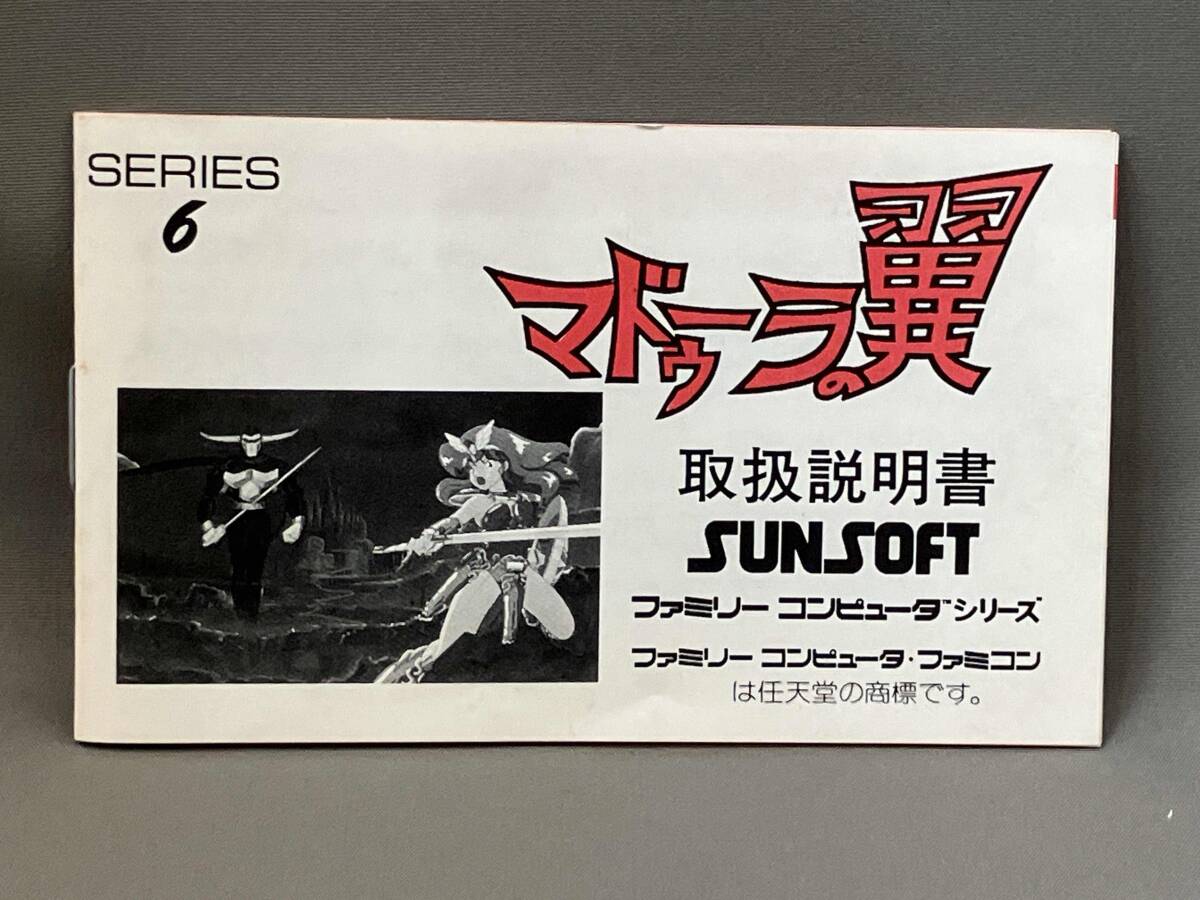 SERIES
6
マドゥーラの翼
取扱説明書
SUNSOFT
ファミリー コンピュータ™シリーズ
ファミリー コンピュータ・ファミコン
は任天堂の商標です。